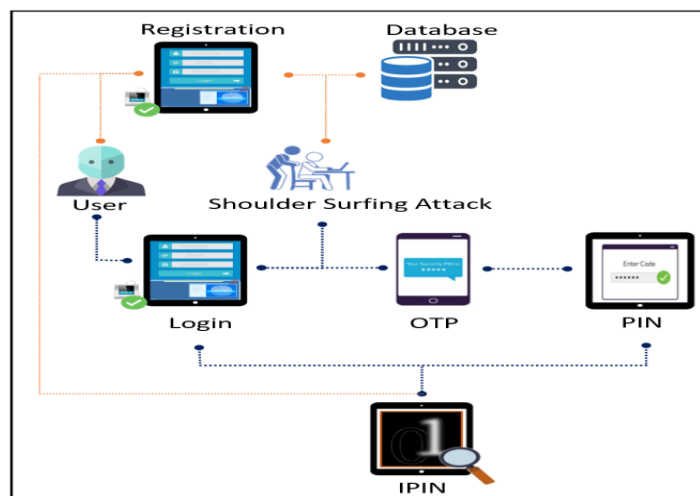 Registration
Database
User
Shoulder Surfing Attack
Login
OTP
PIN
Enter Code
IPIN